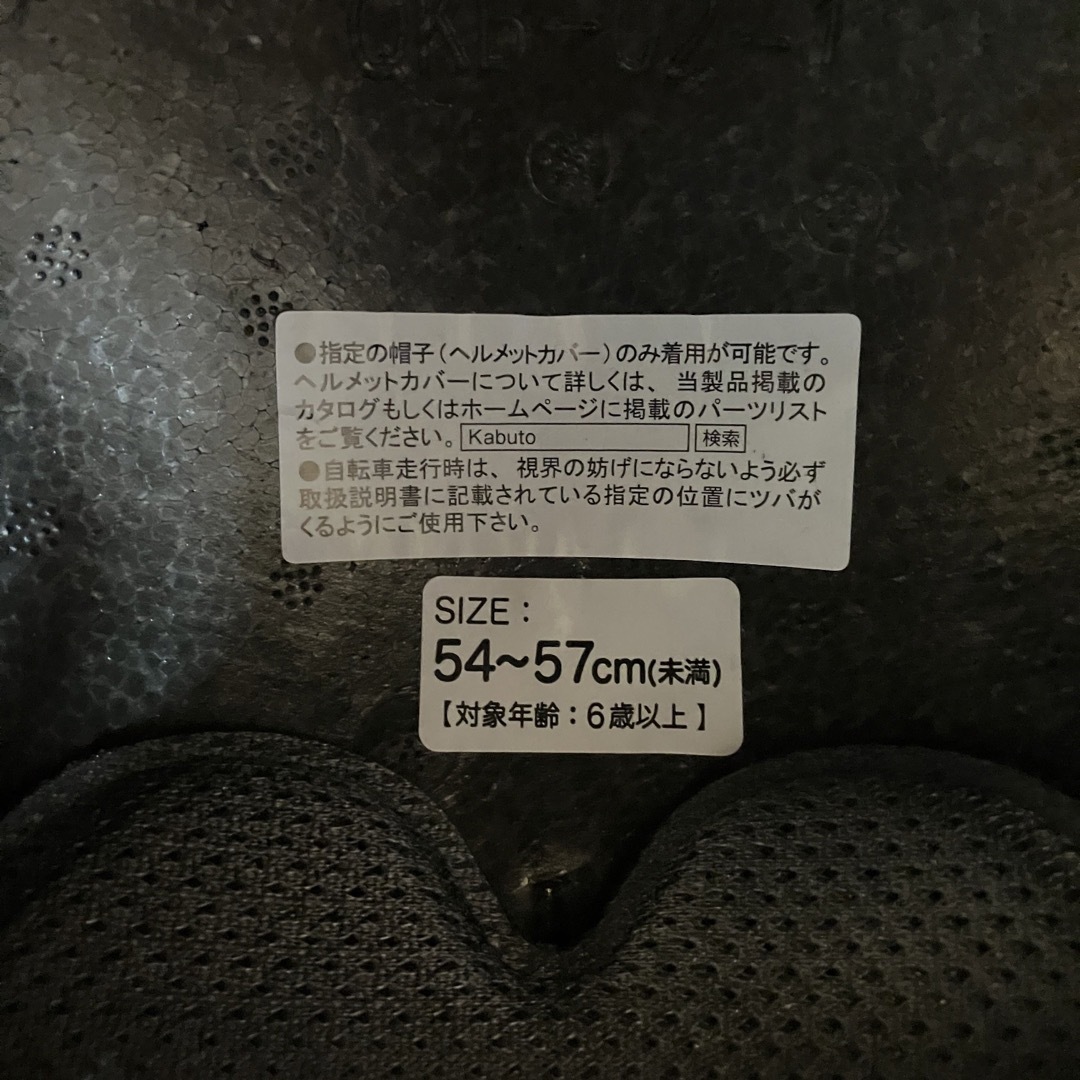 ●指定の帽子(ヘルメットカバー)のみ着用が可能です。
ヘルメットカバーについて詳しくは、当製品掲載の
カタログもしくはホームページに掲載のパーツリスト
をご覧ください。 Kabuto 検索
●自転車走行時は、視界の妨げにならないよう必ず
取扱説明書に記載されている指定の位置にツバが
くるようにご使用下さい。
SIZE：
54〜57cm(未満)
【対象年齢：6歳以上】